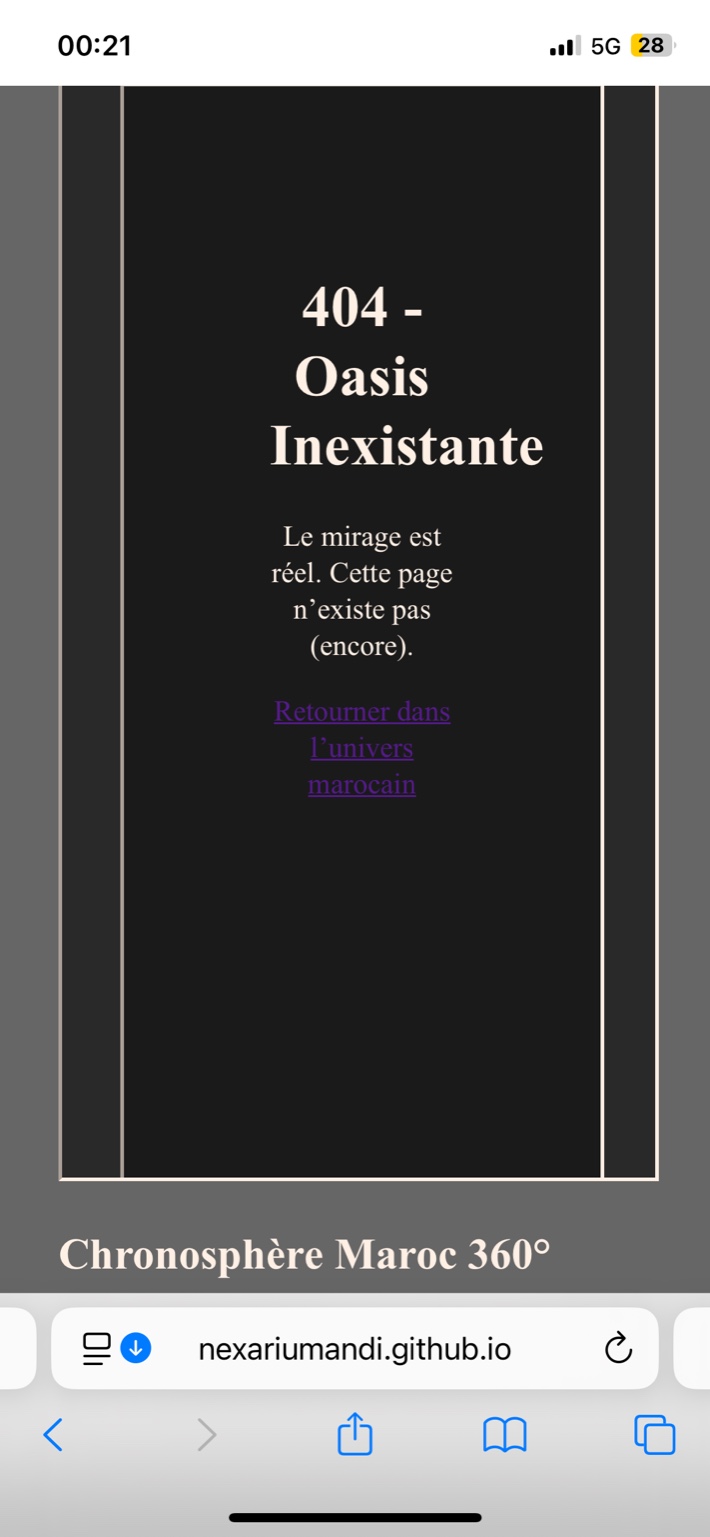 00:21
5G 28
404 -
Oasis
Inexistante
Le mirage est
réel. Cette page
n’existe pas
(encore).
Retourner dans
l’univers
marocain
Chronosphère Maroc 360°
nexariumandi.github.io